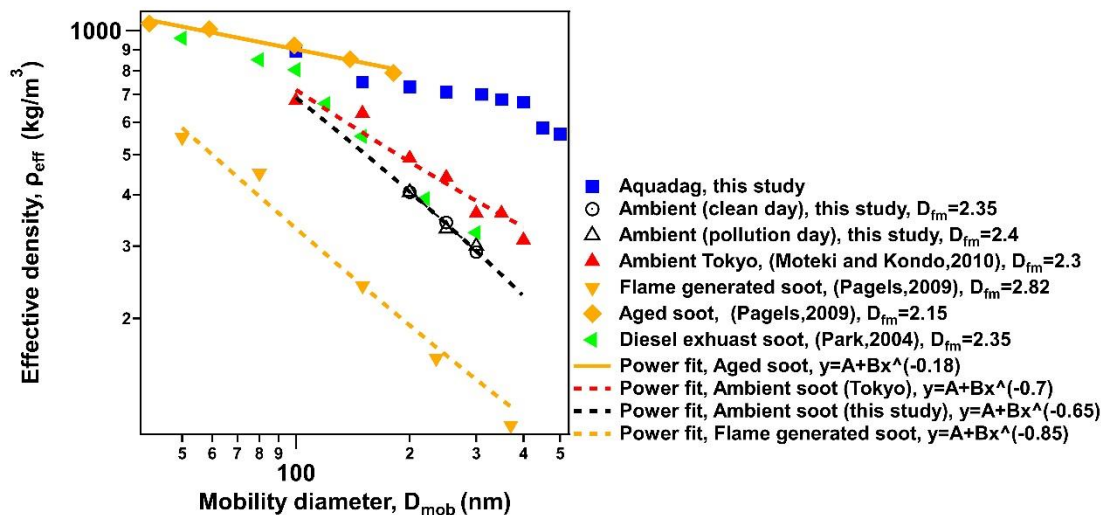 1000
9
8
7
6
5
4
3
2
Effective density, ρeff (kg/m3)
5 6 7 8 9 2 3 4 5
100
Mobility diameter, Dmob (nm)
Aquadag, this study
Ambient (clean day), this study, Dfm=2.35
Ambient (pollution day), this study, Dfm=2.4
Ambient Tokyo, (Moteki and Kondo,2010), Dfm=2.3
Flame generated soot, (Pagels,2009), Dfm=2.82
Aged soot, (Pagels,2009), Dfm=2.15
Diesel exhuast soot, (Park,2004), Dfm=2.35
Power fit, Aged soot, y=A+Bx^(-0.18)
Power fit, Ambient soot (Tokyo), y=A+Bx^(-0.7)
Power fit, Ambient soot (this study), y=A+Bx^(-0.65)
Power fit, Flame generated soot, y=A+Bx^(-0.85)